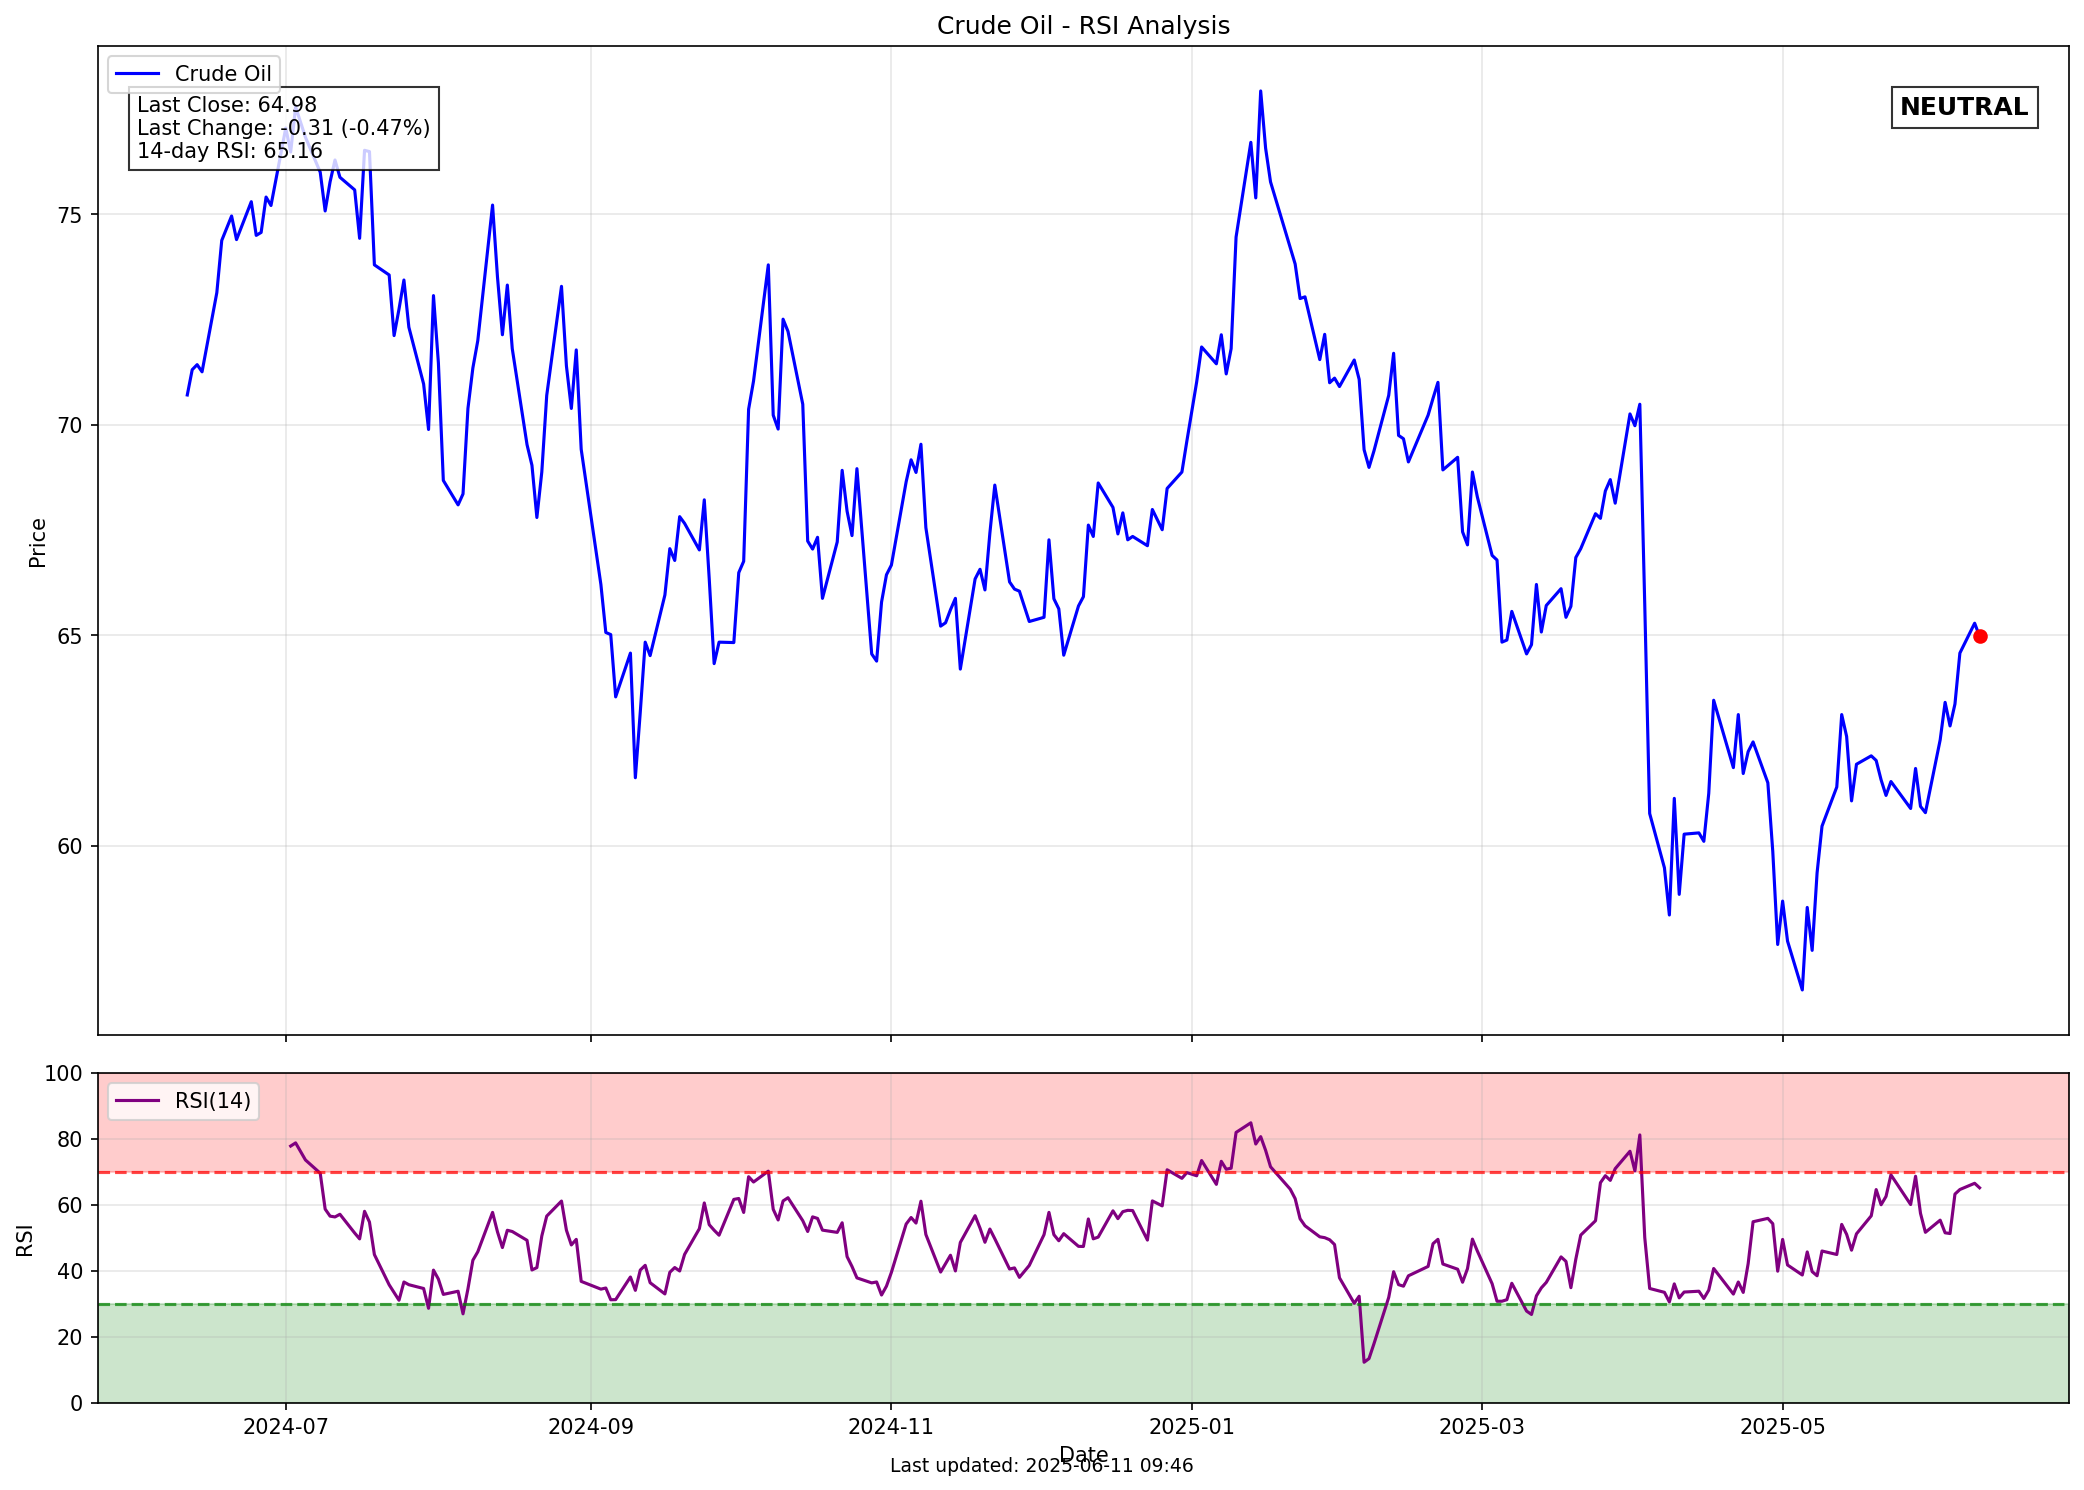 Crude Oil - RSI Analysis
Crude Oil
Last Close: 64.98
Last Change: -0.31 (-0.47%)
14-day RSI: 65.16
NEUTRAL
Price
75
70
65
60
RSI(14)
RSI
100
80
60
40
20
0
2024-07
2024-09
2024-11
2025-01
2025-03
2025-05
Date
Last updated: 2025-06-11 09:46